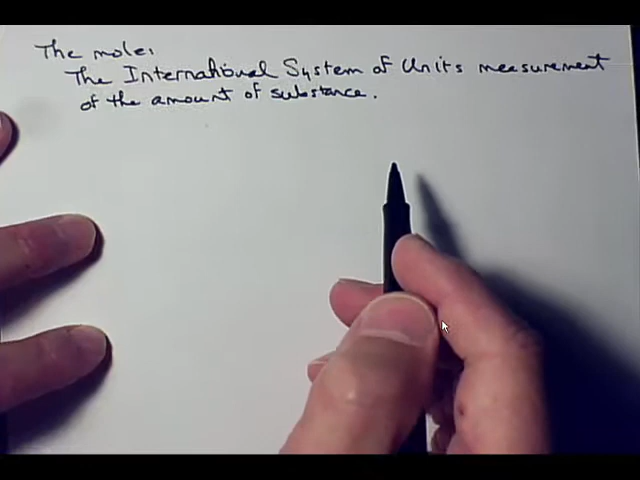 The mole:
The International System of Units measurement
of the amount of substance.